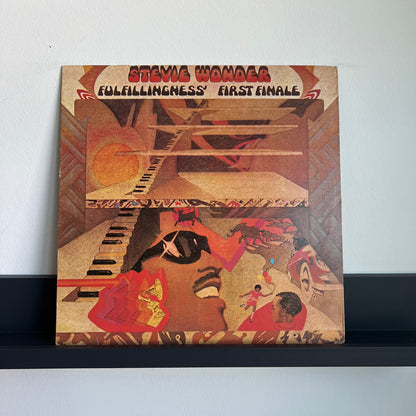 STEVIE WONDER
FULFILLINGNESS' FIRST FINALE